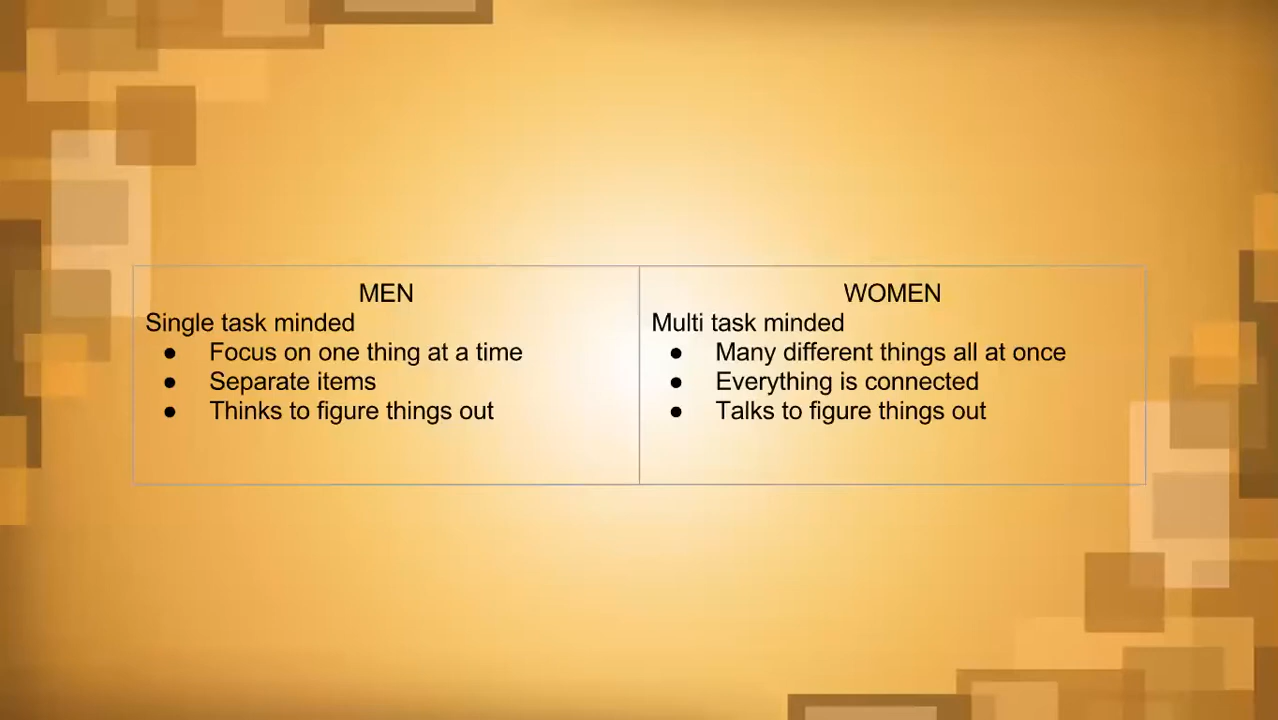 MEN
Single task minded
● Focus on one thing at a time
● Separate items
● Thinks to figure things out
WOMEN
Multi task minded
● Many different things all at once
● Everything is connected
● Talks to figure things out